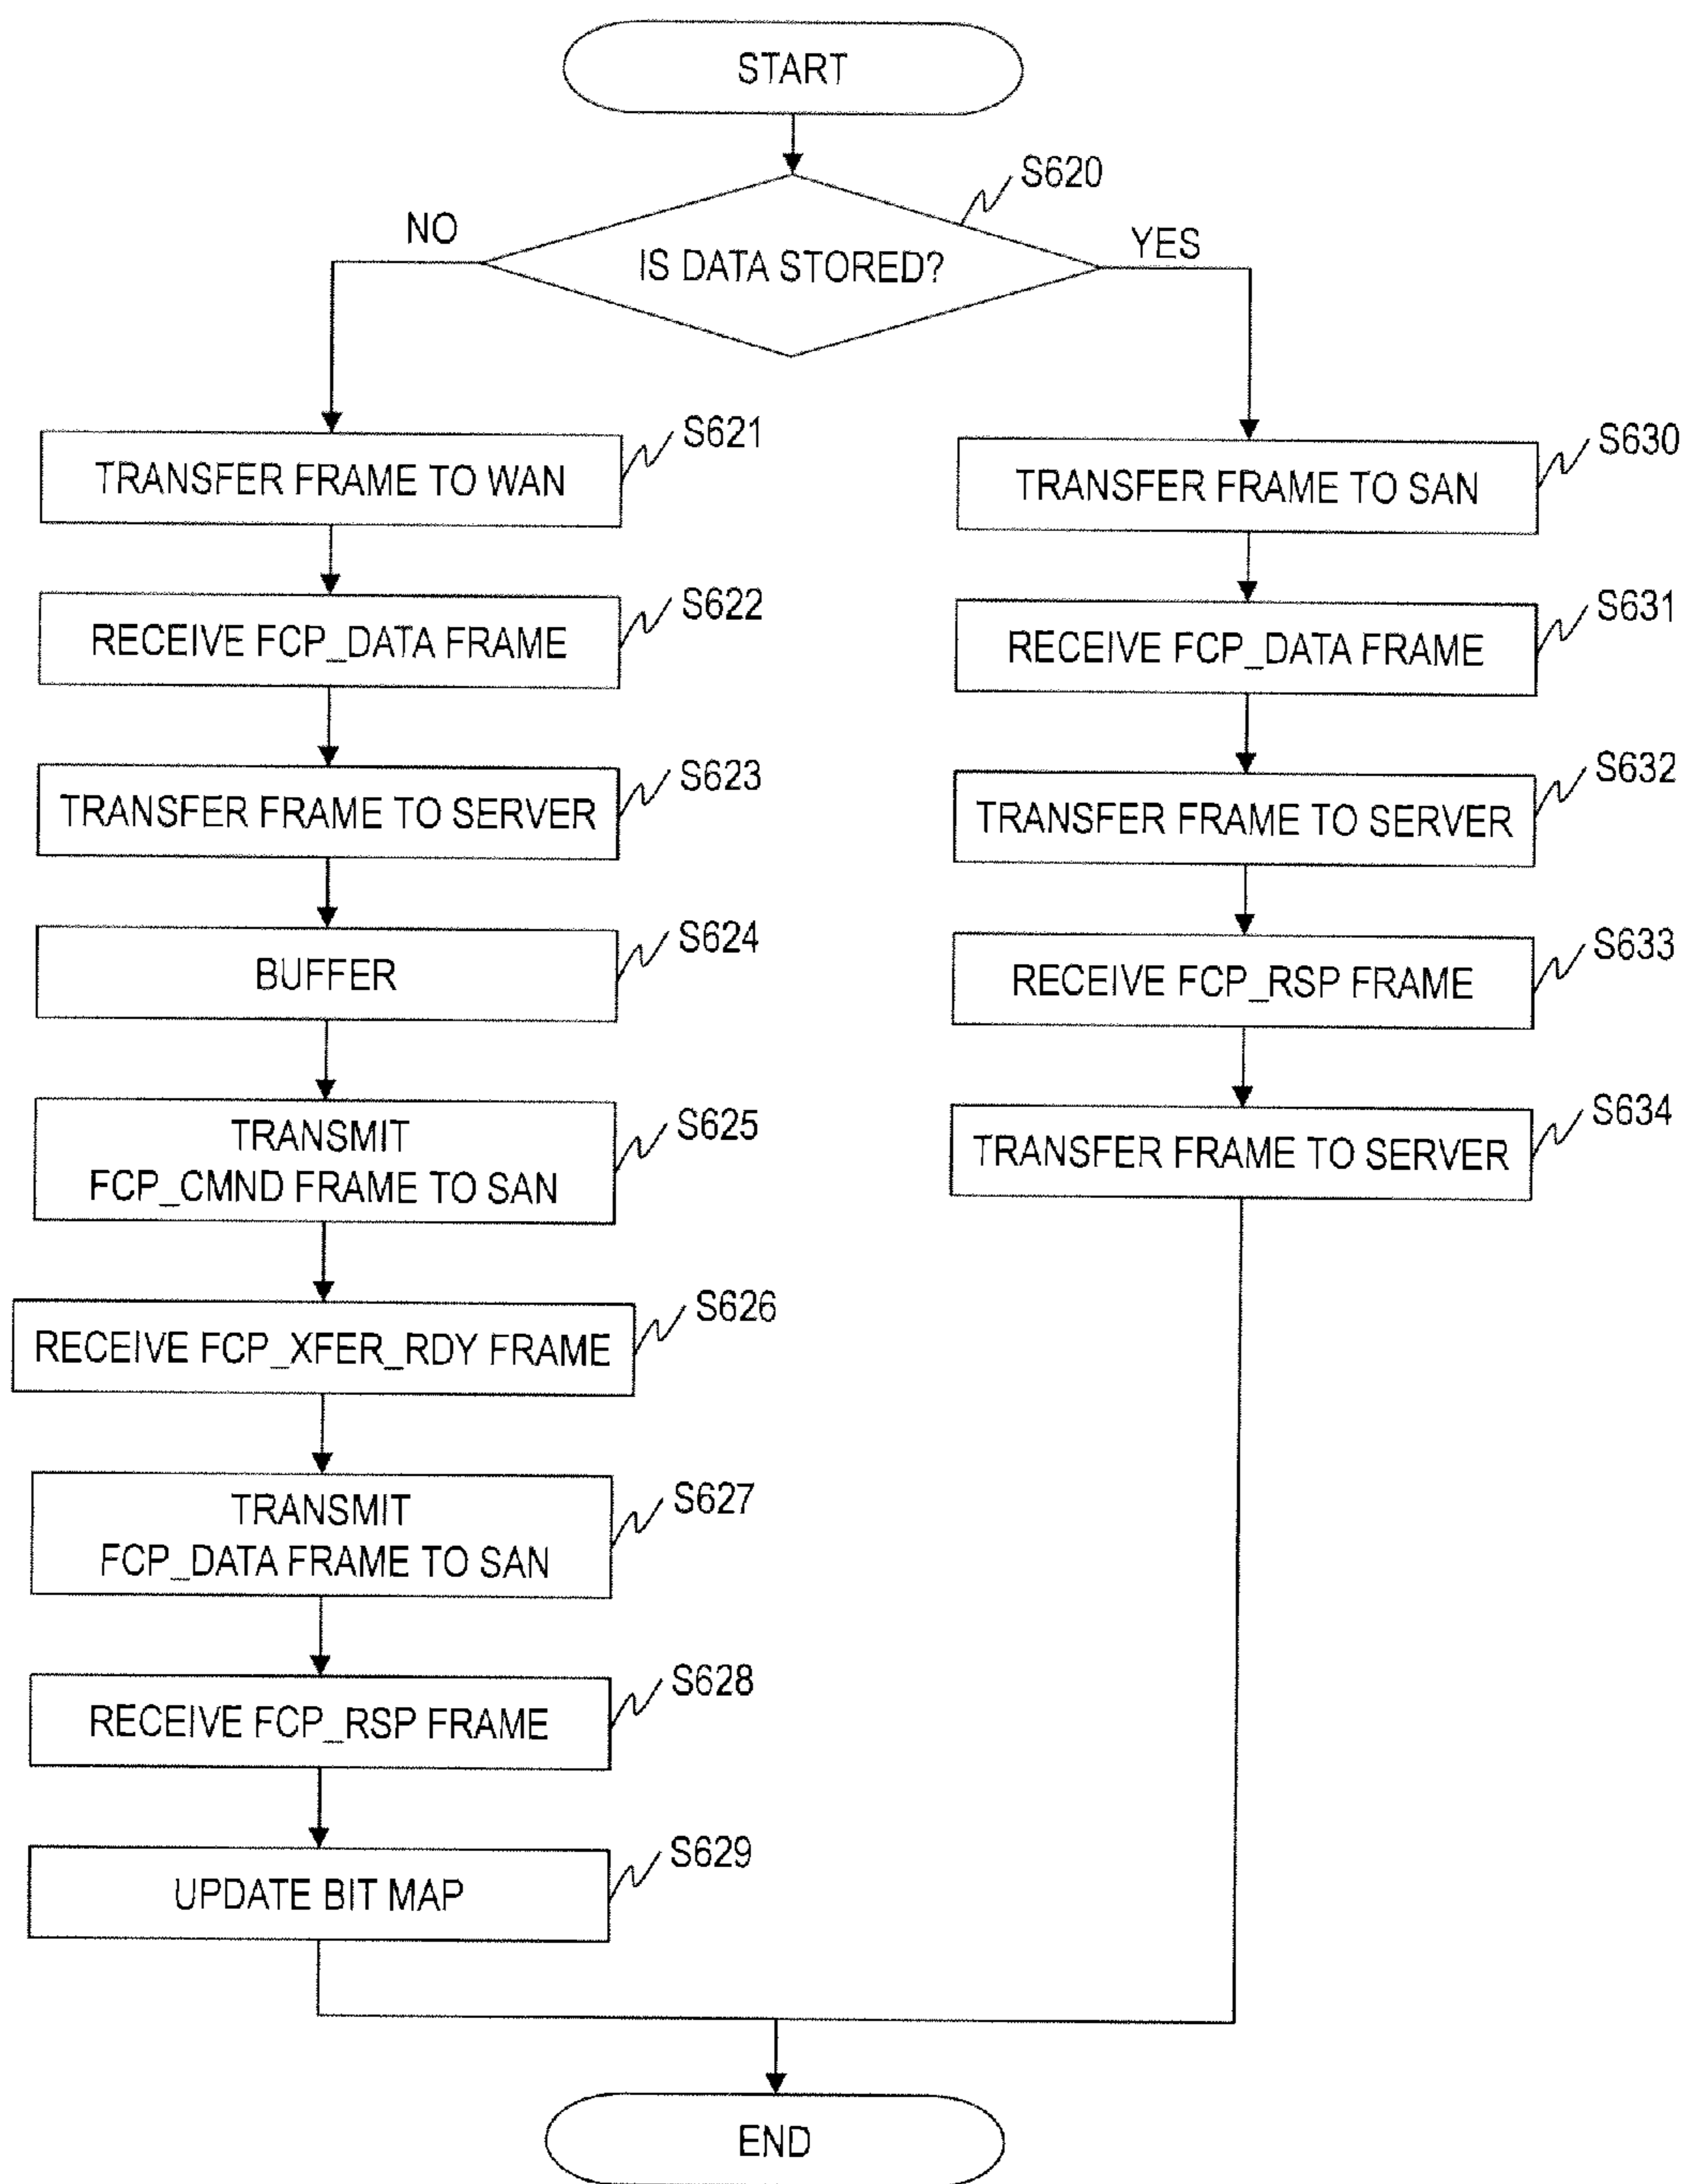 START
S620
NO
YES
IS DATA STORED?
S621
TRANSFER FRAME TO WAN
S622
RECEIVE FCP_DATA FRAME
S623
TRANSFER FRAME TO SERVER
S624
BUFFER
S625
TRANSMIT
FCP_CMND FRAME TO SAN
S626
RECEIVE FCP_XFER_RDY FRAME
S627
TRANSMIT
FCP_DATA FRAME TO SAN
S628
RECEIVE FCP_RSP FRAME
S629
UPDATE BIT MAP
S630
TRANSFER FRAME TO SAN
S631
RECEIVE FCP_DATA FRAME
S632
TRANSFER FRAME TO SERVER
S633
RECEIVE FCP_RSP FRAME
S634
TRANSFER FRAME TO SERVER
END